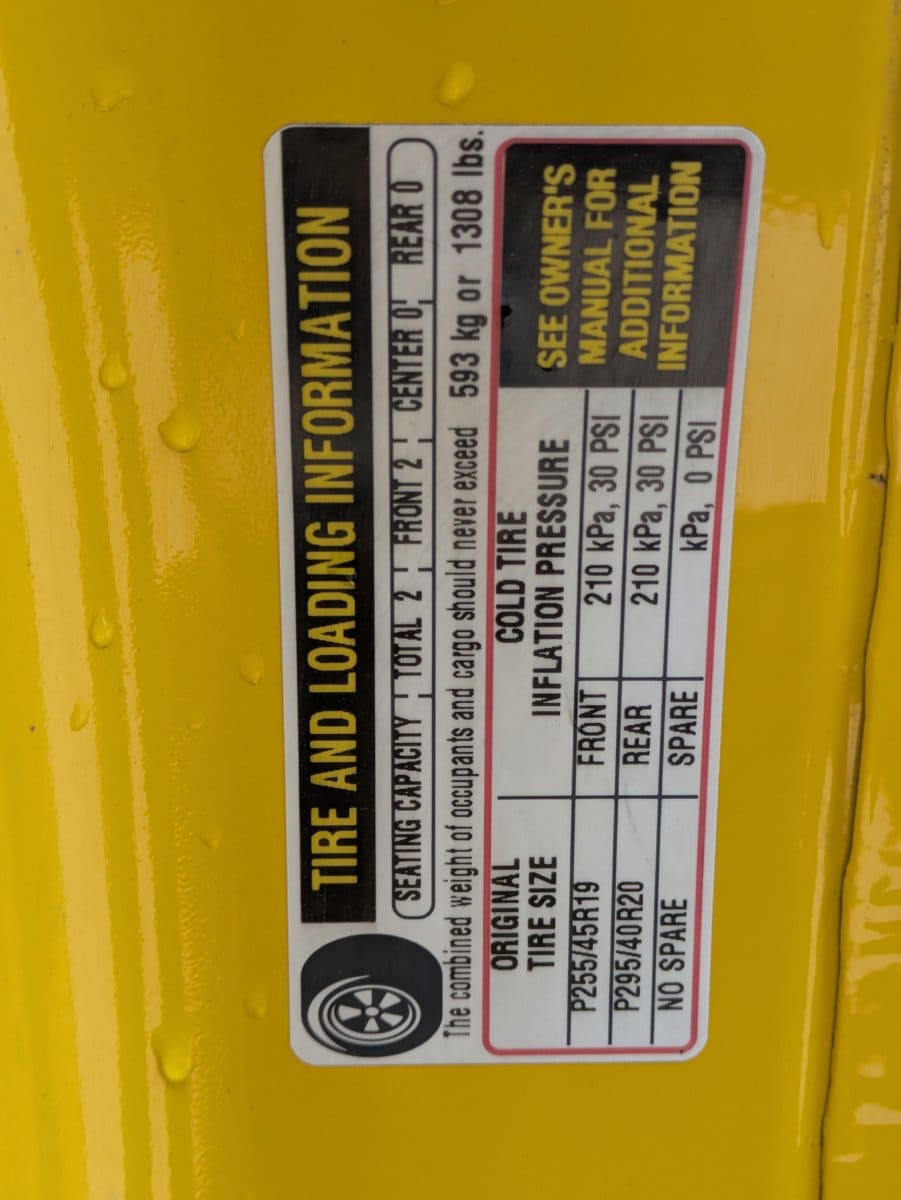 TIRE AND LOADING INFORMATION
SEATING CAPACITY TOTAL 2 FRONT 2 CENTER 0 REAR 0
The combined weight of occupants and cargo should never exceed 593 kg or 1308 lbs.
ORIGINAL
TIRE SIZE
COLD TIRE
INFLATION PRESSURE
P255/45R19 FRONT 210 kPa, 30 PSI
P295/40R20 REAR 210 kPa, 30 PSI
NO SPARE SPARE kPa, 0 PSI
SEE OWNER'S
MANUAL FOR
ADDITIONAL
INFORMATION